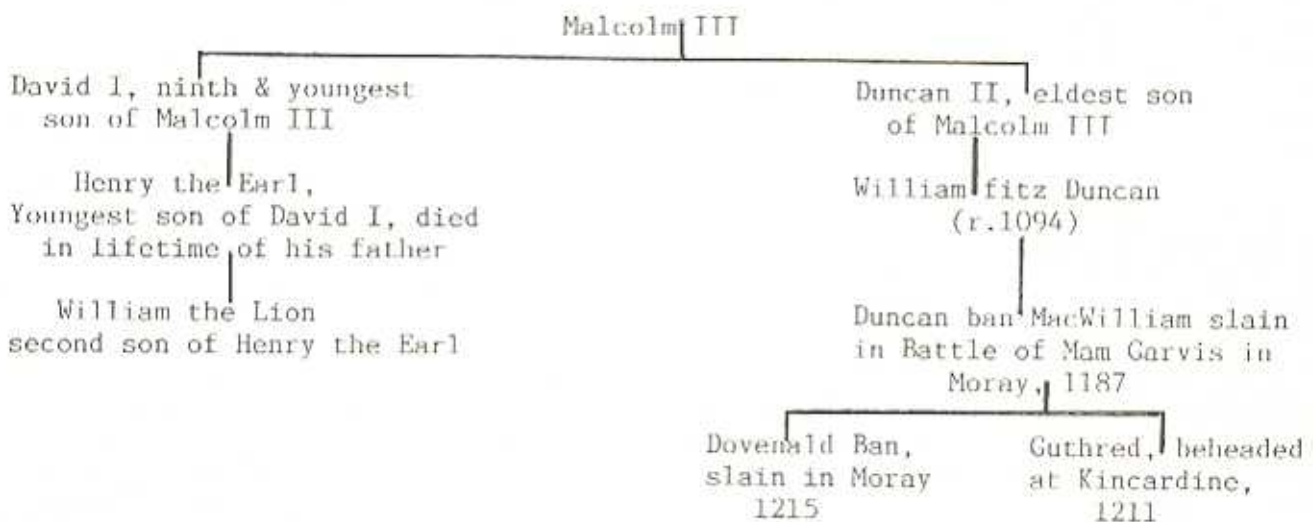 Malcolm III
David I, ninth & youngest
son of Malcolm III
Henry the Earl,
Youngest son of David I, died
in lifetime of his father
William the Lion
second son of Henry the Earl
Duncan II, eldest son
of Malcolm III
William fitz Duncan
(r.1094)
Duncan ban MacWilliam slain
in Battle of Mam Garvis in
Moray, 1187
Dovenald Ban,
slain in Moray
1215
Guthred, beheaded
at Kincardine,
1211